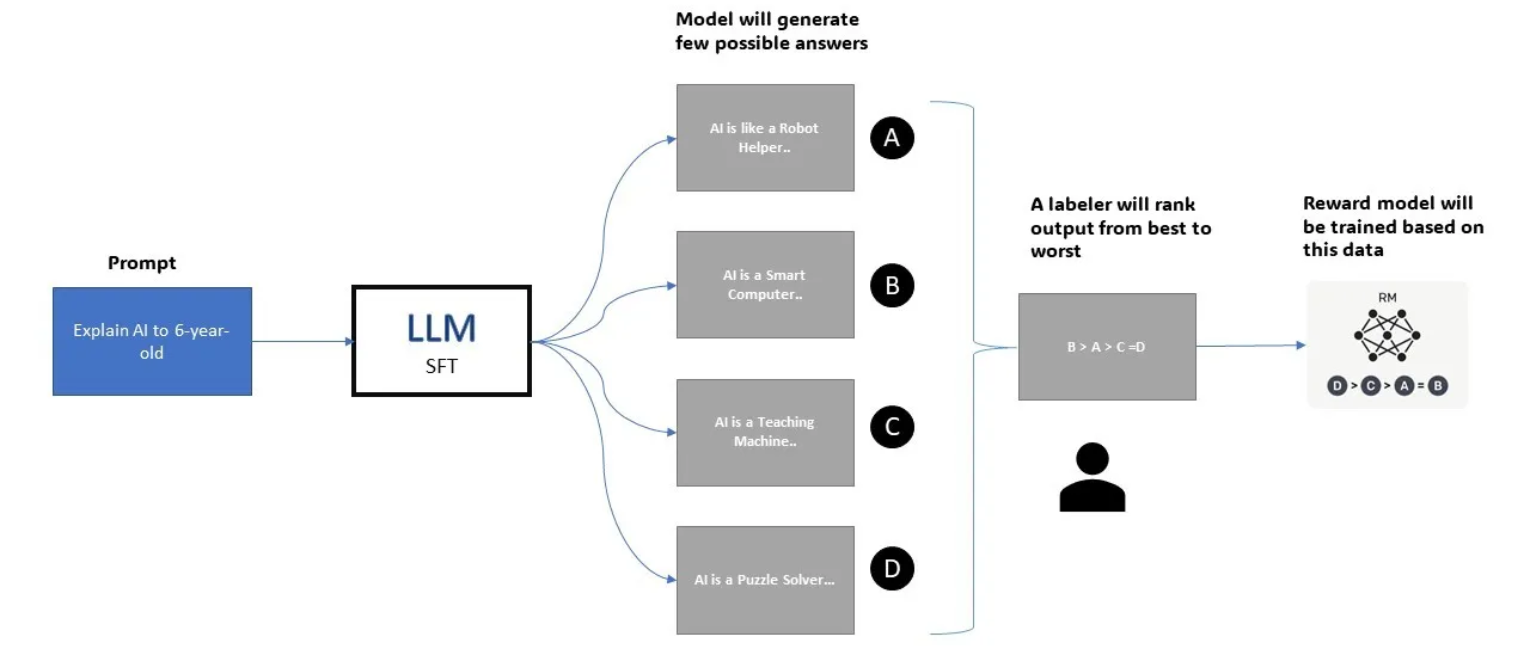 Model will generate
few possible answers
AI is like a Robot
Helper..
A
AI is a Smart
Computer..
B
A labeler will rank
output from best to
worst
Reward model will
be trained based on
this data
Prompt
Explain AI to 6-year-
old
LLM
SFT
B > A > C =D
RM
D > C > A = B
AI is a Teaching
Machine..
C
AI is a Puzzle Solver...
D